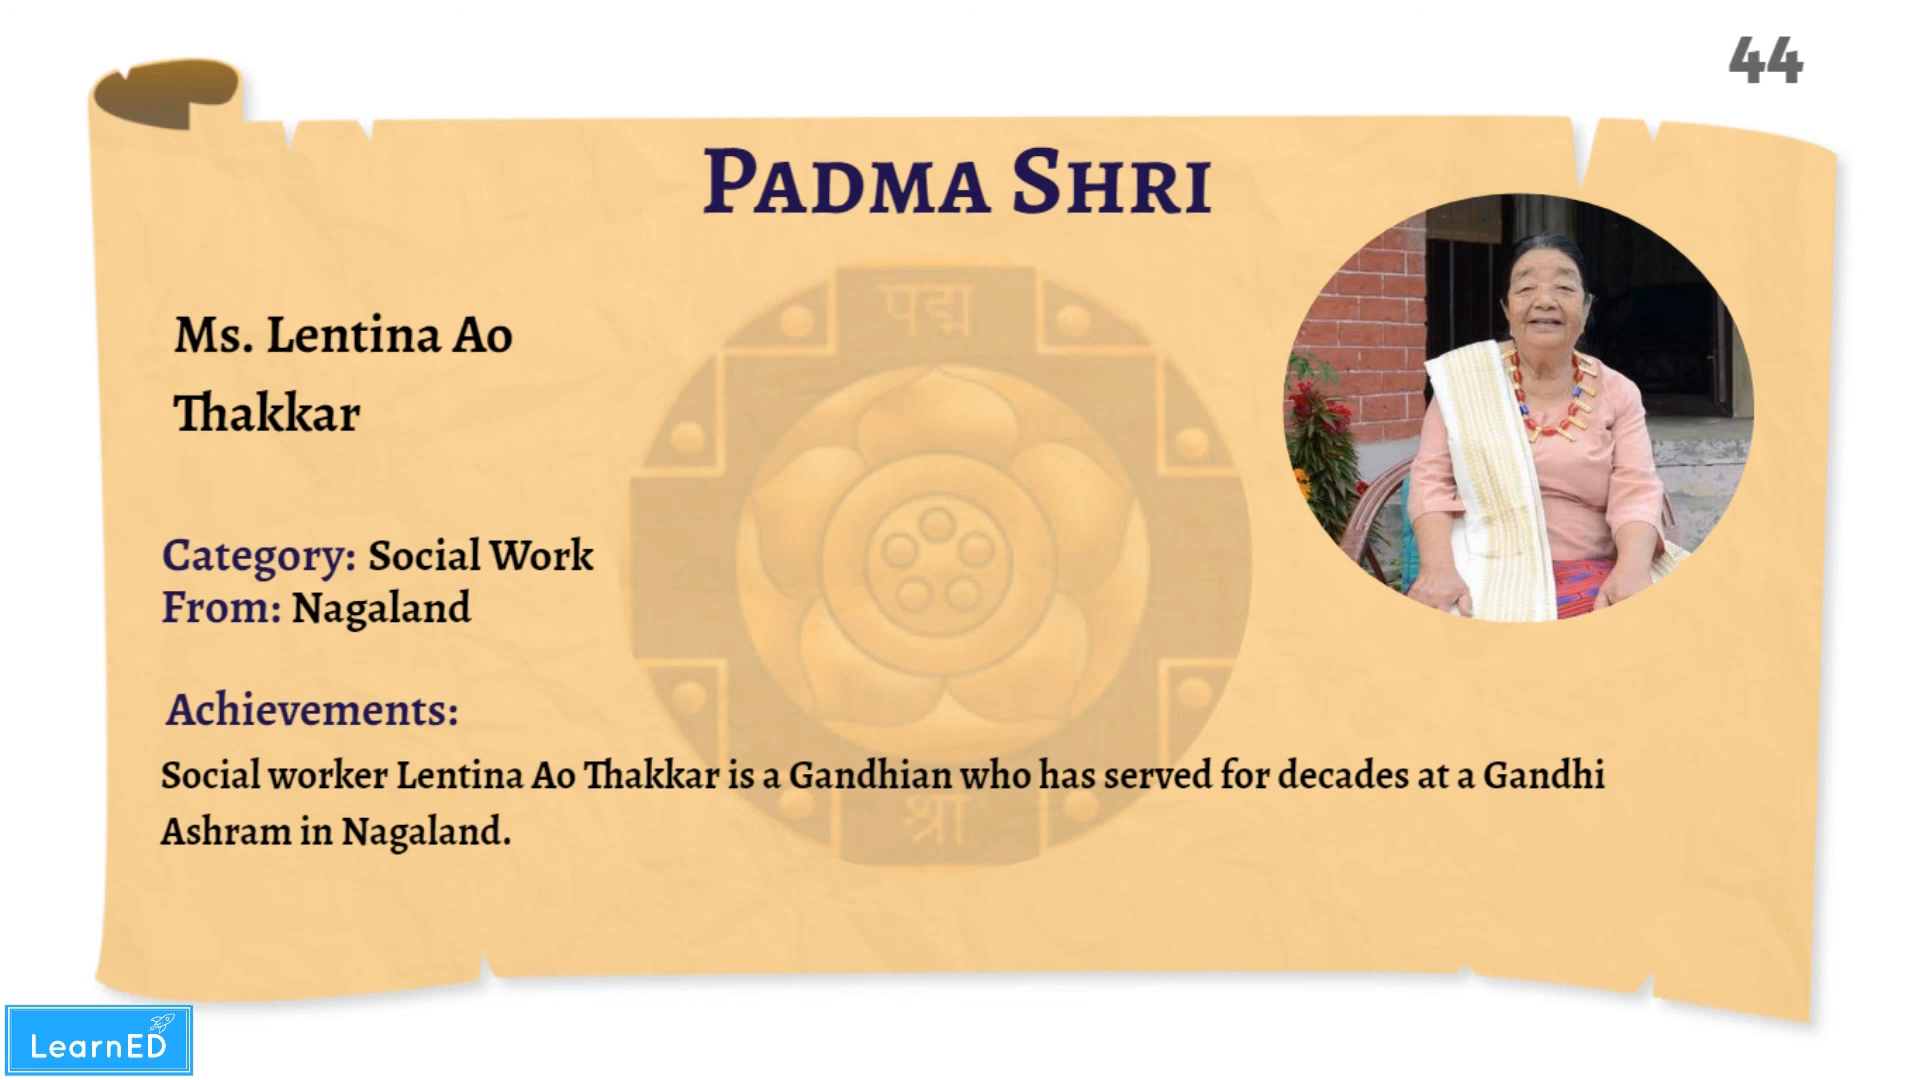 44
Padma Shri
पद्म
Ms. Lentina Ao
Thakkar
Category: Social Work
From: Nagaland
Achievements:
Social worker Lentina Ao Thakkar is a Gandhian who has served for decades at a Gandhi
श्री
Ashram in Nagaland.
LearnED